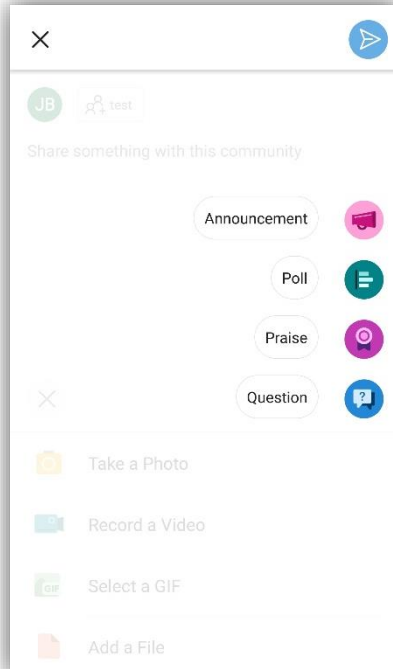 JB
test
Share something with this community
Announcement
Poll
Praise
?
Question
Take a Photo
Record a Video
GIF
Select a GIF
Add a File